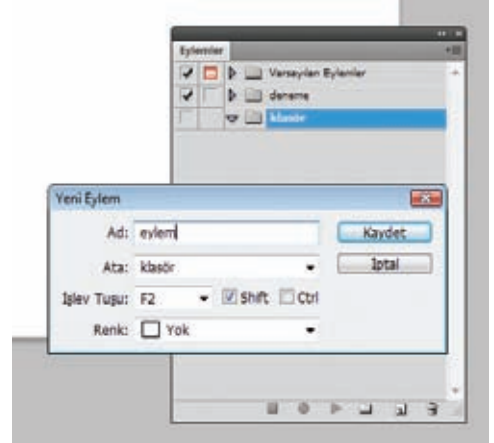 Eylemler
Varsayılan Eylemler
deneme
klasör
Yeni Eylem
Ad: eylem
Kaydet
Ata: klasör
İptal
İşlev Tuşu: F2 Shift Ctrl
Renk: Yok